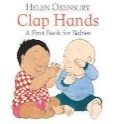 HELEN OXENBURY
Clap Hands
A First Book for Babies